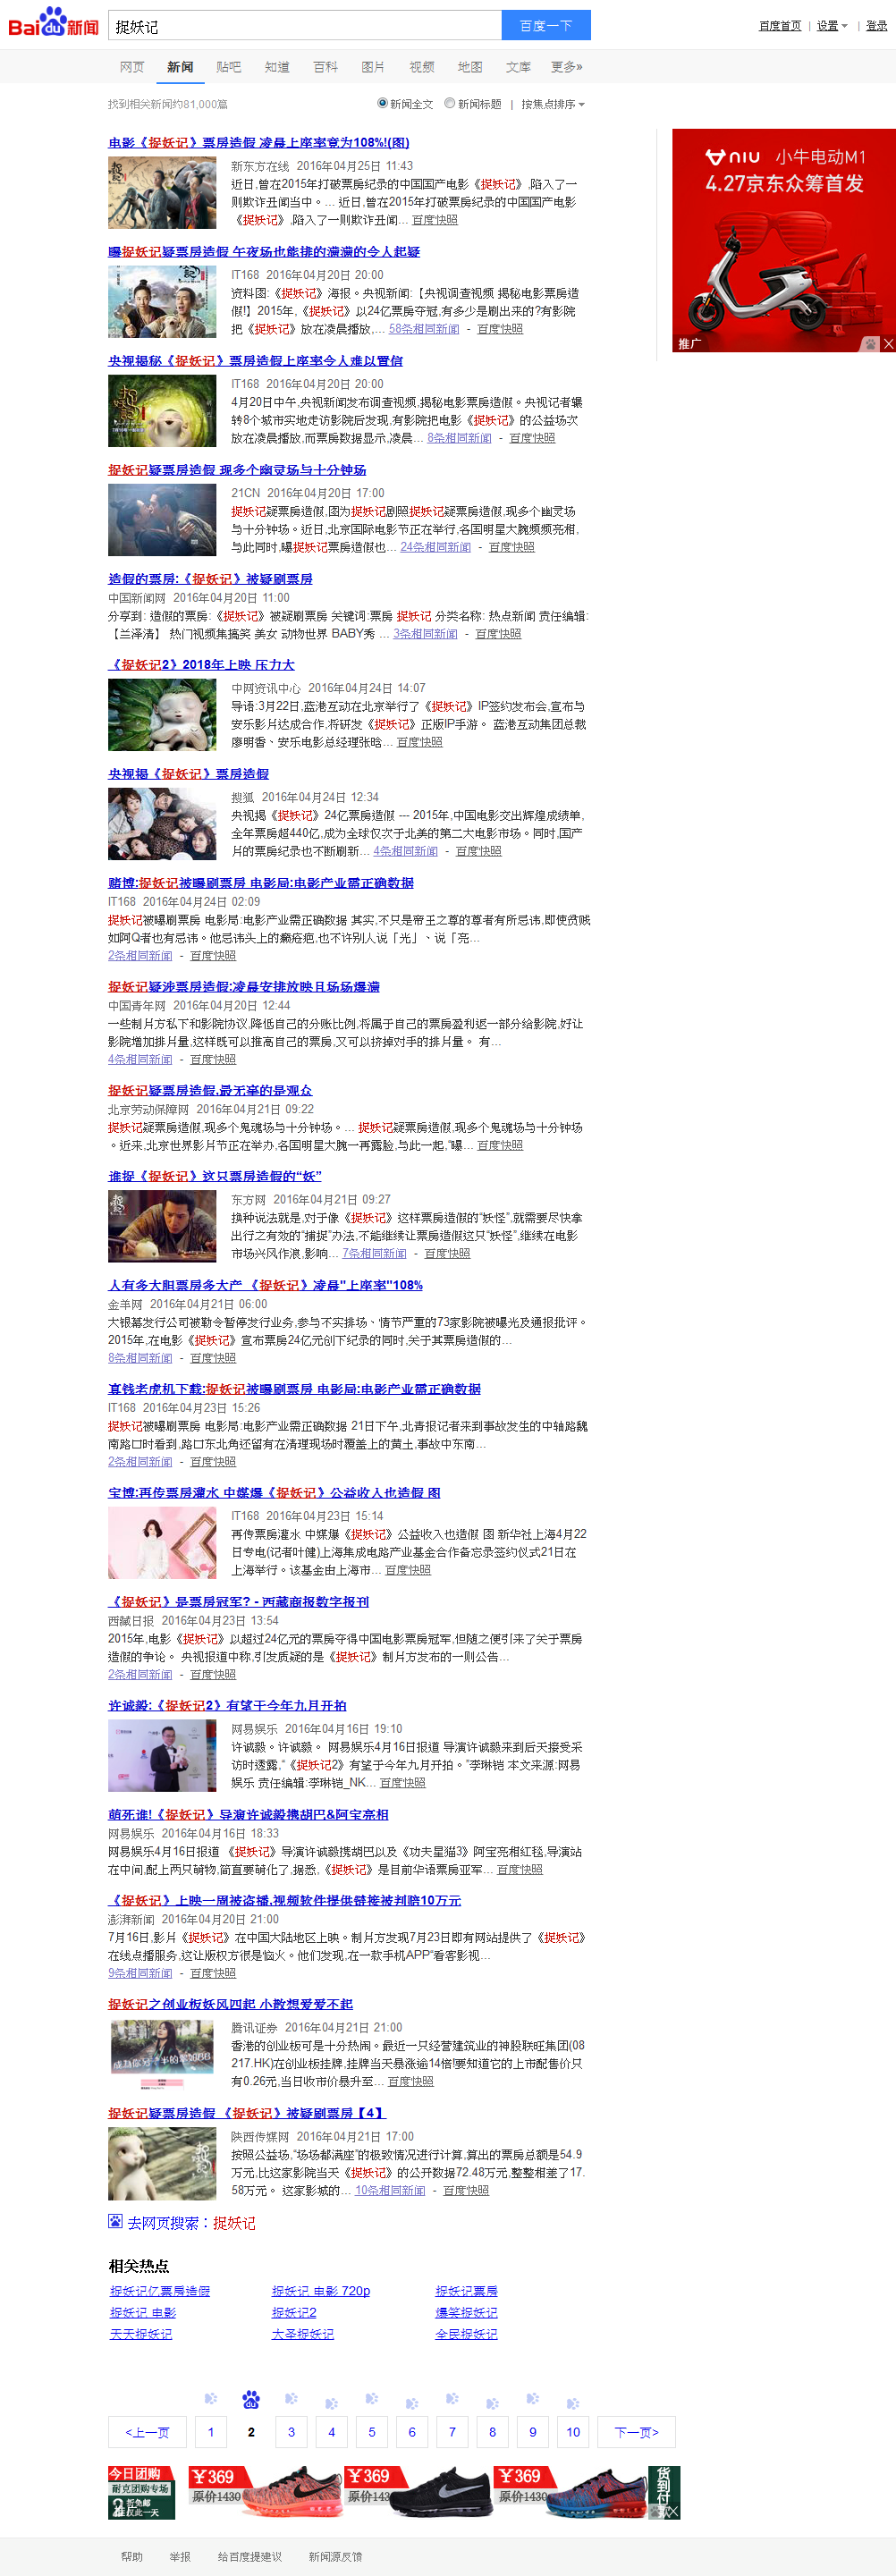 Baidu新闻
捉妖记
百度一下
百度首页 | 设置 | 登录
网页 新闻 贴吧 知道 百科 图片 视频 地图 文库 更多»
找到相关新闻约81,000篇
新闻全文 新闻标题 | 按焦点排序
电影《捉妖记》票房造假 凌晨上座率竟为108%!(图)
新东方在线 2016年04月25日 11:43
近日,曾在2015年打破票房纪录的中国国产电影《捉妖记》,陷入了一
则欺诈丑闻当中。... 近日,曾在2015年打破票房纪录的中国国产电影
《捉妖记》,陷入了一则欺诈丑闻... 百度快照
niu 小牛电动M1
4.27京东众筹首发
推广
曝捉妖记疑票房造假 午夜场也能排的满满的令人起疑
IT168 2016年04月20日 20:00
资料图:《捉妖记》海报。央视新闻:【央视调查视频 揭秘电影票房造
假!】2015年,《捉妖记》以24亿票房夺冠,有多少是刷出来的?有影院
把《捉妖记》放在凌晨播放,... 58条相同新闻 - 百度快照
央视揭秘《捉妖记》票房造假上座率令人难以置信
IT168 2016年04月20日 20:00
4月20日中午,央视新闻发布调查视频,揭秘电影票房造假。央视记者辗
转8个城市实地走访影院后发现,有影院把电影《捉妖记》的公益场次
放在凌晨播放,而票房数据显示,凌晨... 8条相同新闻 - 百度快照
捉妖记疑票房造假 现多个幽灵场与十分钟场
21CN 2016年04月20日 17:00
捉妖记疑票房造假,图为捉妖记剧照捉妖记疑票房造假,现多个幽灵场
与十分钟场。近日,北京国际电影节正在举行,各国明星大腕频频亮相,
与此同时,曝捉妖记票房造假也... 24条相同新闻 - 百度快照
造假的票房:《捉妖记》被疑刷票房
中国新闻网 2016年04月20日 11:00
分享到: 造假的票房:《捉妖记》被疑刷票房 关键词:票房 捉妖记 分类名称: 热点新闻 责任编辑:
【兰泽清】 热门视频集搞笑 美女 动物世界 BABY秀 ... 3条相同新闻 - 百度快照
《捉妖记2》2018年上映 压力大
中网资讯中心 2016年04月24日 14:07
导语:3月22日,蓝港互动在北京举行了《捉妖记》IP签约发布会,宣布与
安乐影片达成合作,将研发《捉妖记》正版IP手游。 蓝港互动集团总裁
廖明香、安乐电影总经理张晗... 百度快照
央视揭《捉妖记》票房造假
搜狐 2016年04月24日 12:34
央视揭《捉妖记》24亿票房造假 --- 2015年,中国电影交出辉煌成绩单,
全年票房超440亿,成为全球仅次于北美的第二大电影市场。同时,国产
片的票房纪录也不断刷新... 4条相同新闻 - 百度快照
赌博:捉妖记被曝刷票房 电影局:电影产业需正确数据
IT168 2016年04月24日 02:09
捉妖记被曝刷票房 电影局:电影产业需正确数据 其实,不只是帝王之尊的尊者有所忌讳,即使贫贱
如阿Q者也有忌讳。他忌讳头上的癞疮疤,也不许别人说「光」、说「亮...
2条相同新闻 - 百度快照
捉妖记疑涉票房造假:凌晨安排放映且场场爆满
中国青年网 2016年04月20日 12:44
一些制片方私下和影院协议,降低自己的分账比例,将属于自己的票房盈利返一部分给影院,好让
影院增加排片量,这样既可以推高自己的票房,又可以挤掉对手的排片量。 有...
4条相同新闻 - 百度快照
捉妖记疑票房造假,最无辜的是观众
北京劳动保障网 2016年04月21日 09:22
捉妖记疑票房造假,现多个鬼魂场与十分钟场。... 捉妖记疑票房造假,现多个鬼魂场与十分钟场
。近来,北京世界影片节正在举办,各国明星大腕一再露脸,与此一起,"曝... 百度快照
谁捉《捉妖记》这只票房造假的“妖”
东方网 2016年04月21日 09:27
换种说法就是,对于像《捉妖记》这样票房造假的“妖怪”,就需要尽快拿
出行之有效的“捕捉”办法,不能继续让票房造假这只“妖怪”,继续在电影
市场兴风作浪,影响... 7条相同新闻 - 百度快照
人有多大胆票房多大产 《捉妖记》凌晨"上座率"108%
金羊网 2016年04月21日 06:00
大银幕发行公司被勒令暂停发行业务,参与不实排场、情节严重的73家影院被曝光及通报批评。
2015年,在电影《捉妖记》宣布票房24亿元创下纪录的同时,关于其票房造假的...
8条相同新闻 - 百度快照
真钱老虎机下载:捉妖记被曝刷票房 电影局:电影产业需正确数据
IT168 2016年04月23日 15:26
捉妖记被曝刷票房 电影局:电影产业需正确数据 21日下午,北青报记者来到事故发生的中轴路魏
南路口时看到,路口东北角还留有在清理现场时覆盖上的黄土,事故中东南...
2条相同新闻 - 百度快照
宝博:再传票房灌水 中媒爆《捉妖记》公益收入也造假 图
IT168 2016年04月23日 15:14
再传票房灌水 中媒爆《捉妖记》公益收入也造假 图 新华社上海4月22
日专电(记者叶健)上海集成电路产业基金合作备忘录签约仪式21日在
上海举行。该基金由上海市... 百度快照
《捉妖记》是票房冠军? - 西藏商报数字报刊
西藏日报 2016年04月23日 13:54
2015年,电影《捉妖记》以超过24亿元的票房夺得中国电影票房冠军,但随之便引来了关于票房
造假的争论。 央视报道中称,引发质疑的是《捉妖记》制片方发布的一则公告...
2条相同新闻 - 百度快照
许诚毅:《捉妖记2》有望于今年九月开拍
网易娱乐 2016年04月16日 19:10
许诚毅。许诚毅。 网易娱乐4月16日报道 导演许诚毅来到后天接受采
访时透露,“《捉妖记2》有望于今年九月开拍。”李琳铠 本文来源:网易
娱乐 责任编辑:李琳铠_NK... 百度快照
萌死谁!《捉妖记》导演许诚毅携胡巴&阿宝亮相
网易娱乐 2016年04月16日 18:33
网易娱乐4月16日报道 《捉妖记》导演许诚毅携胡巴以及《功夫星猫3》阿宝亮相红毯,导演站
在中间,配上两只萌物,简直要萌化了,据悉,《捉妖记》是目前华语票房亚军... 百度快照
《捉妖记》上映一周被盗播,视频软件提供链接被判赔10万元
澎湃新闻 2016年04月20日 21:00
7月16日,影片《捉妖记》在中国大陆地区上映。制片方发现7月23日即有网站提供了《捉妖记》
在线点播服务,这让版权方很是恼火。他们发现,在一款手机APP“看客影视...
9条相同新闻 - 百度快照
捉妖记之创业板妖风四起 小散想爱爱不起
腾讯证券 2016年04月21日 21:00
香港的创业板可是十分热闹。最近一只经营建筑业的神股联旺集团(08
217.HK)在创业板挂牌,挂牌当天暴涨逾14倍!要知道它的上市配售价只
有0.26元,当日收市价暴升至... 百度快照
捉妖记疑票房造假 《捉妖记》被疑刷票房【4】
陕西传媒网 2016年04月21日 17:00
按照公益场,“场场都满座”的极致情况进行计算,算出的票房总额是54.9
万元,比这家影院当天《捉妖记》的公开数据72.48万元,整整相差了17.
58万元。 这家影城的... 10条相同新闻 - 百度快照
去网页搜索：捉妖记
相关热点
捉妖记亿票房造假 捉妖记 电影 720p 捉妖记票房
捉妖记 电影 捉妖记2 爆笑捉妖记
天天捉妖记 大圣捉妖记 全民捉妖记
<上一页 1 2 3 4 5 6 7 8 9 10 下一页>
今日团购 ¥369 ¥369 ¥369 货到付款
耐克团购专场 原价1430 原价143 原价1430
帮助 举报 给百度提建议 新闻源反馈